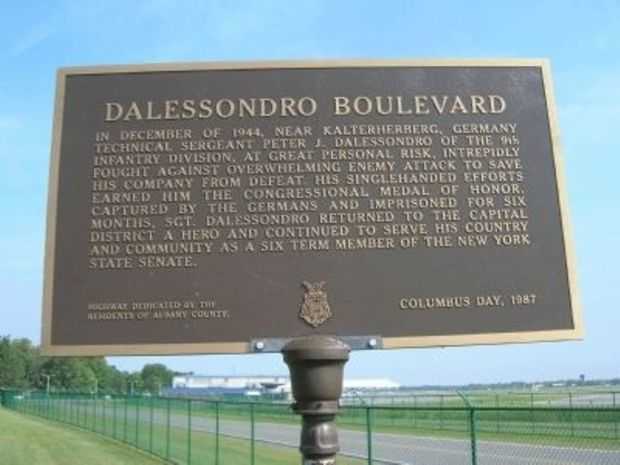 DALESSONDRO BOULEVARD
IN DECEMBER OF 1944, NEAR KALTERHERBERG, GERMANY
TECHNICAL SERGEANT PETER J. DALESSONDRO OF THE 9th
INFANTRY DIVISION, AT GREAT PERSONAL RISK, INTREPIDLY
FOUGHT AGAINST OVERWHELMING ENEMY ATTACK TO SAVE
HIS COMPANY FROM DEFEAT. HIS SINGLEHANDED EFFORTS
EARNED HIM THE CONGRESSIONAL MEDAL OF HONOR.
CAPTURED BY THE GERMANS AND IMPRISONED FOR SIX
MONTHS, SGT. DALESSONDRO RETURNED TO THE CAPITAL
DISTRICT A HERO AND CONTINUED TO SERVE HIS COUNTRY
AND COMMUNITY AS A SIX TERM MEMBER OF THE NEW YORK
STATE SENATE.
HIGHWAY DEDICATED BY THE
RESIDENTS OF ALBANY COUNTY.
COLUMBUS DAY, 1987